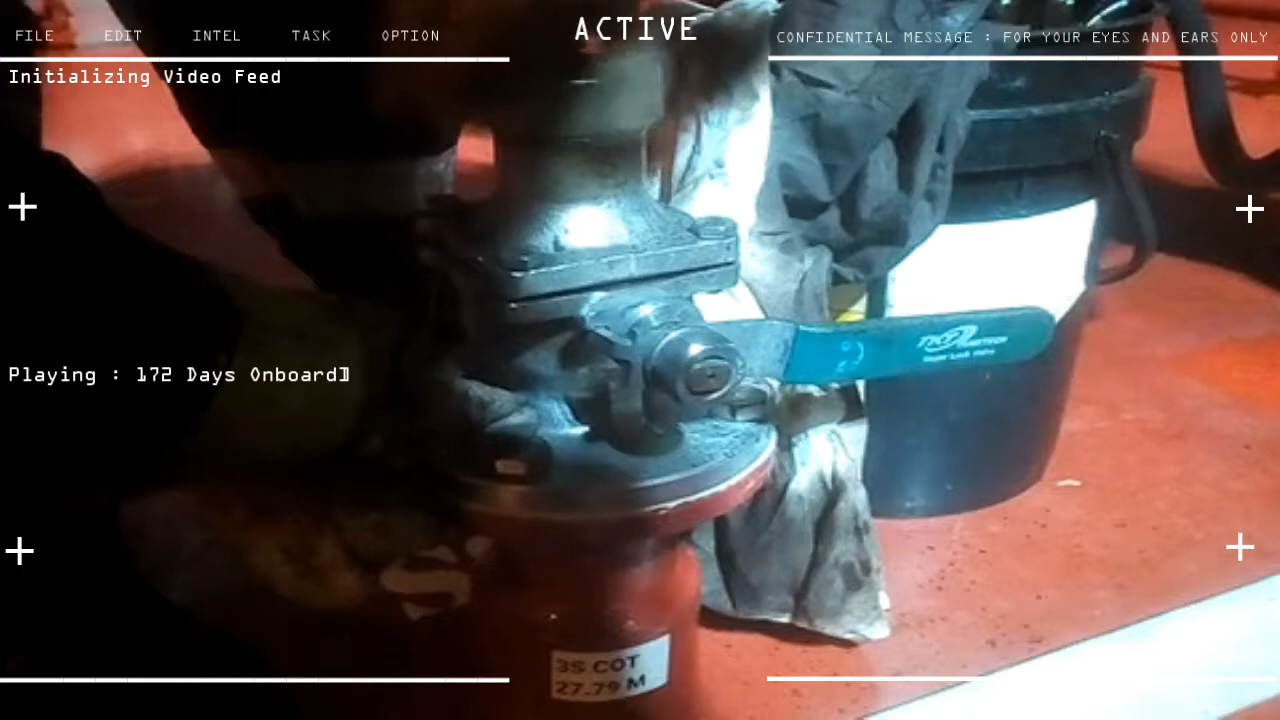 FILE EDIT INTEL TASK OPTION
ACTIVE
CONFIDENTIAL MESSAGE : FOR YOUR EYES AND EARS ONLY
Initializing Video Feed
Playing : 172 Days Onboard
S
3S COT
27.79 M